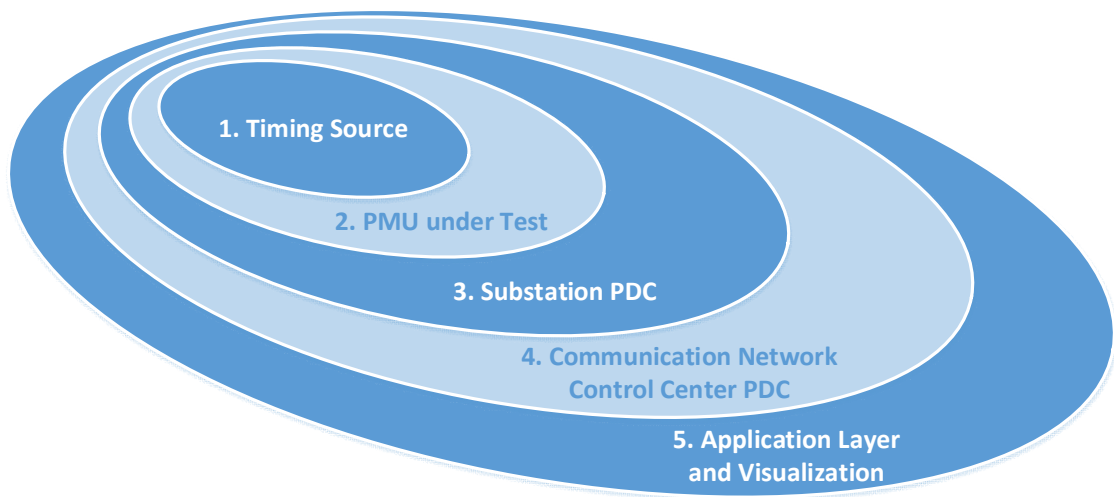 1. Timing Source
2. PMU under Test
3. Substation PDC
4. Communication Network
Control Center PDC
5. Application Layer
and Visualization